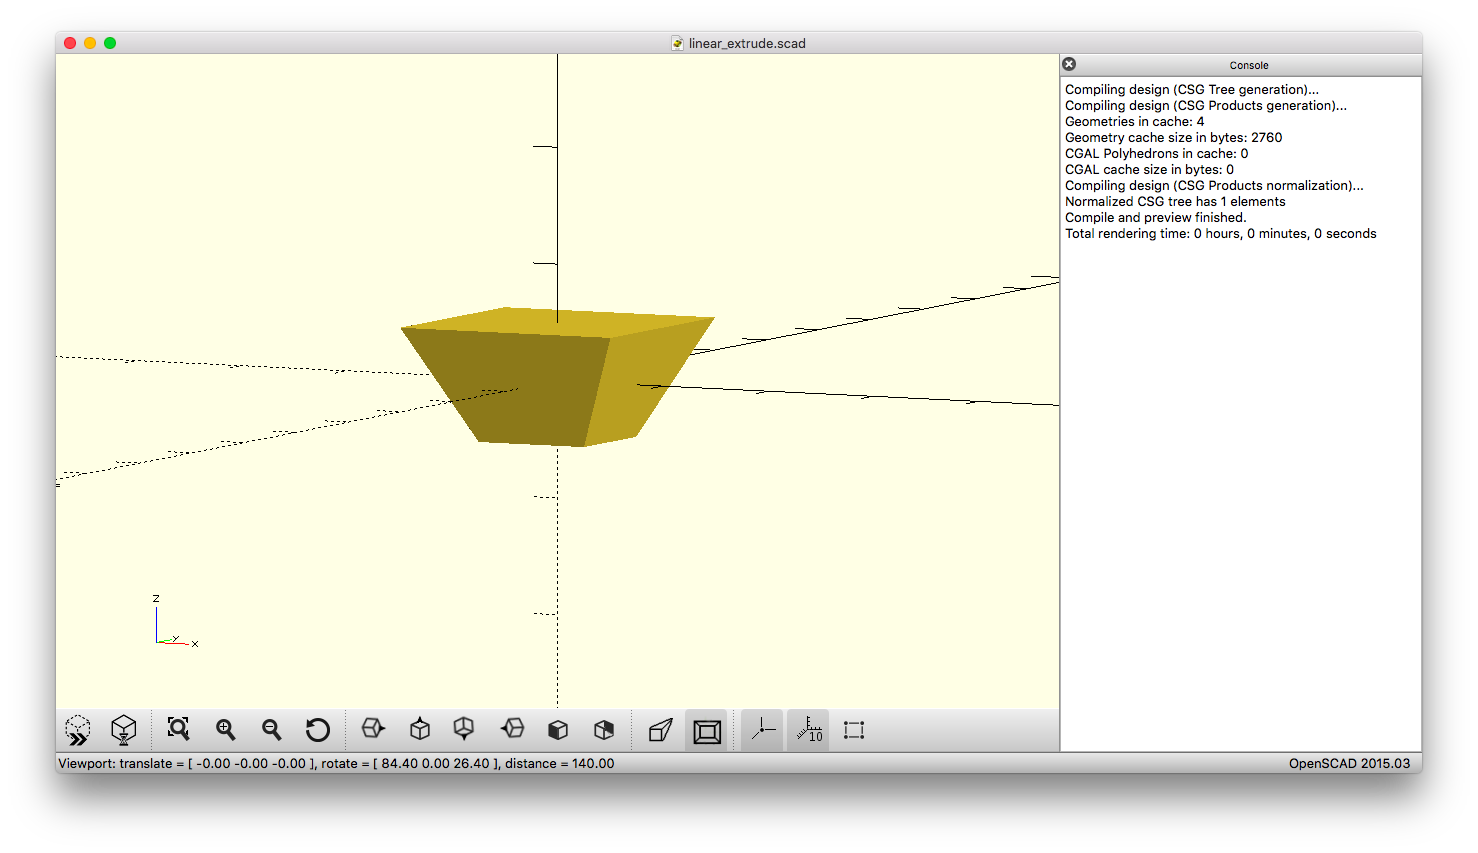 linear_extrude.scad
Console
Compiling design (CSG Tree generation)...
Compiling design (CSG Products generation)...
Geometries in cache: 4
Geometry cache size in bytes: 2760
CGAL Polyhedrons in cache: 0
CGAL cache size in bytes: 0
Compiling design (CSG Products normalization)...
Normalized CSG tree has 1 elements
Compile and preview finished.
Total rendering time: 0 hours, 0 minutes, 0 seconds
Z
Y
X
10
Viewport: translate = [ -0.00 -0.00 -0.00 ], rotate = [ 84.40 0.00 26.40 ], distance = 140.00
OpenSCAD 2015.03